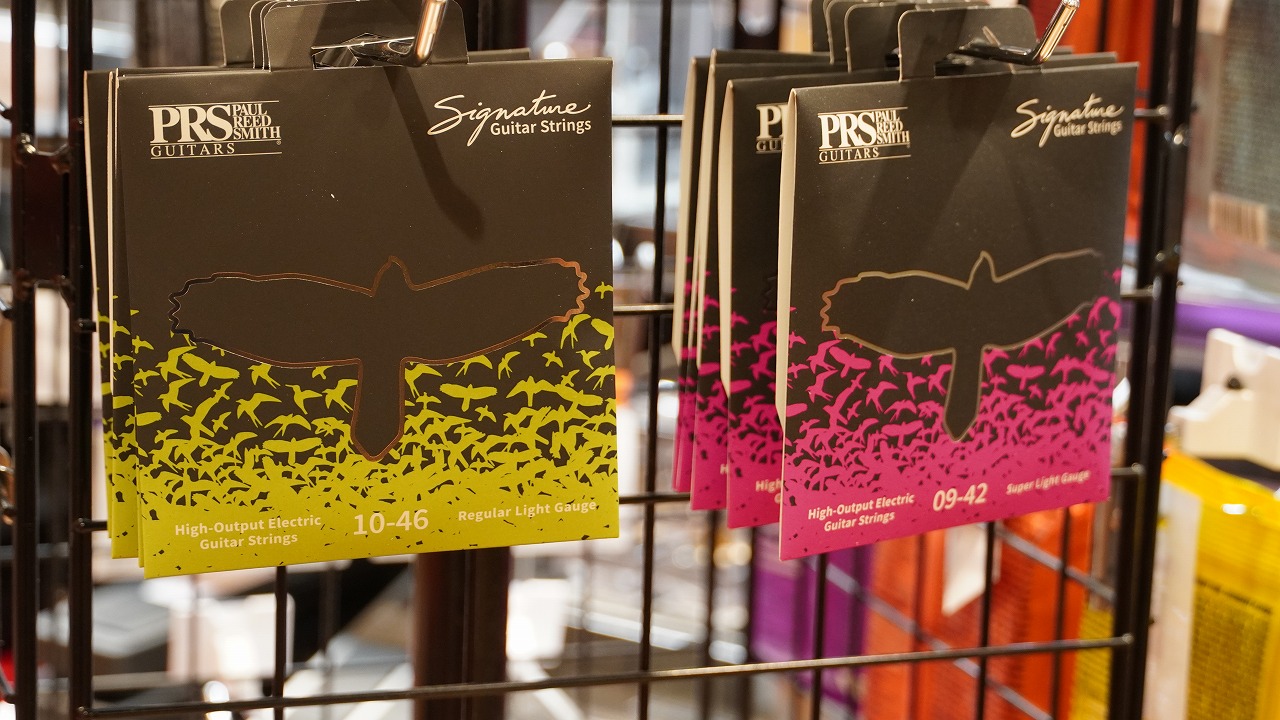 PRS PAUL REED SMITH
GUITARS
Signature
Guitar Strings
High-Output Electric
Guitar Strings
10-46
Regular Light Gauge
PRS PAUL REED SMITH
GUITARS
Signature
Guitar Strings
High-Output Electric
Guitar Strings
09-42
Super Light Gauge